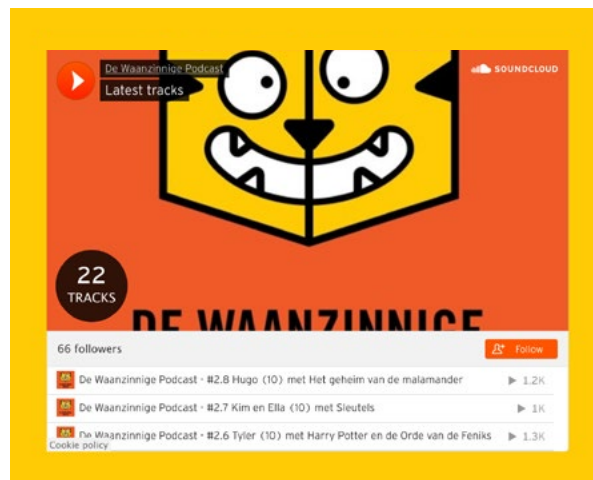 De Waanzinnige Podcast
Latest tracks
SOUNDCLOUD
22
TRACKS
DE WAANZINNIGE
66 followers
Follow
De Waanzinnige Podcast - #2.8 Hugo (10) met Het geheim van de malamander 1.2K
De Waanzinnige Podcast - #2.7 Kim en Ella (10) met Sleutels 1K
De Waanzinnige Podcast - #2.6 Tyler (10) met Harry Potter en de Orde van de Feniks 1.3K
Cookie policy